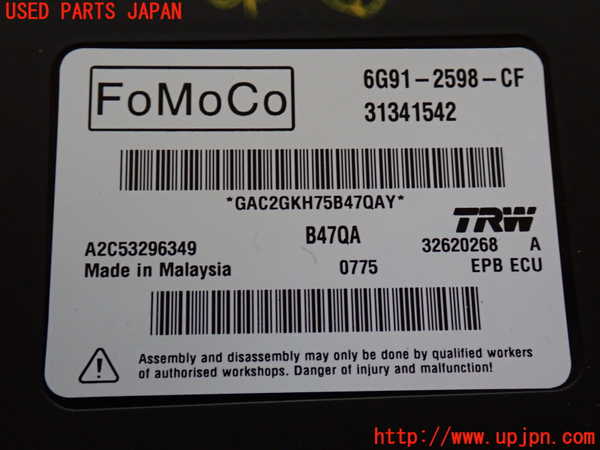 USED PARTS JAPAN
FoMoCo
6G91-2598-CF
31341542
*GAC2GKH75B47QAY*
TRW
A2C53296349
B47QA
32620268 A
Made in Malaysia
0775
EPB ECU
Assembly and disassembly may only be done by qualified workers
of authorised workshops. Danger of injury and malfunction!
(C)UPJ
http://www.upjpn.com/